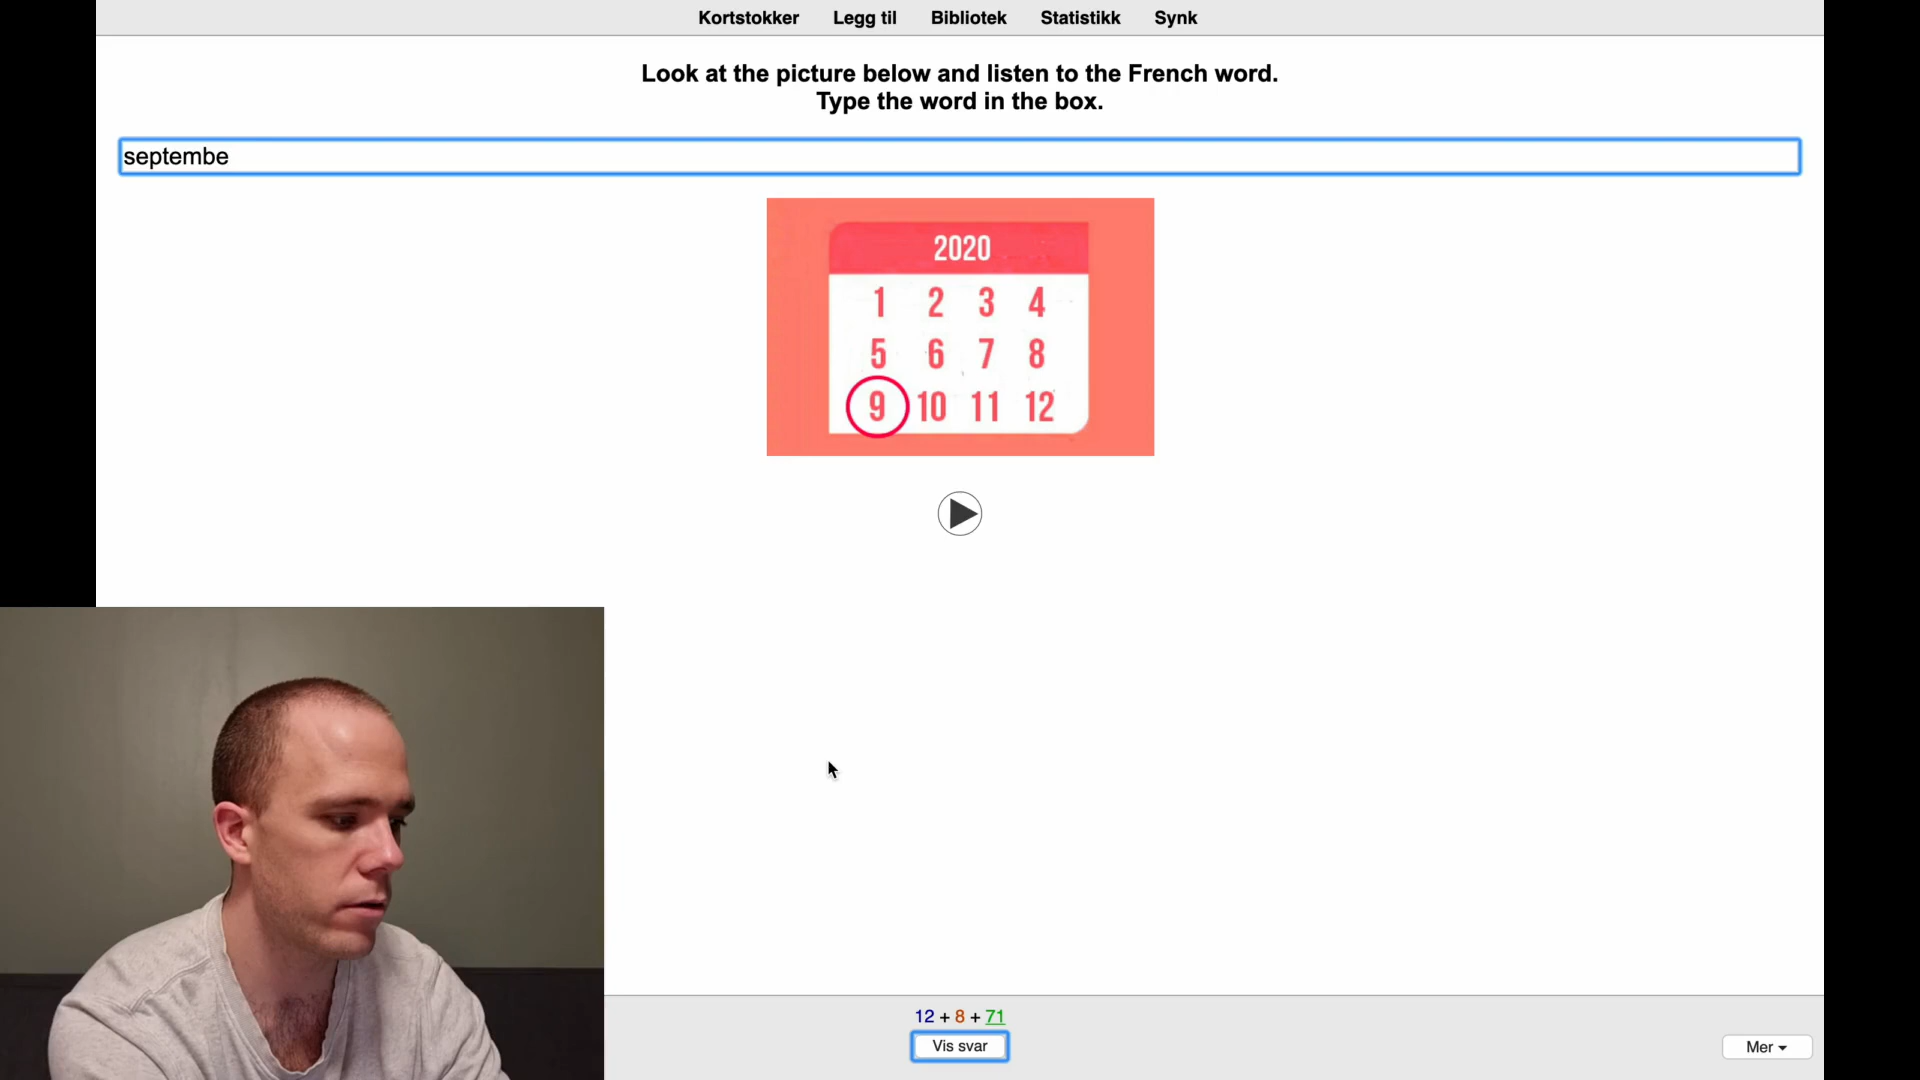 Kortstokker Legg til Bibliotek Statistikk Synk
Look at the picture below and listen to the French word.
Type the word in the box.
septembe
2020
1 2 3 4
5 6 7 8
9 10 11 12
12 + 8 + 71
Vis svar
Mer